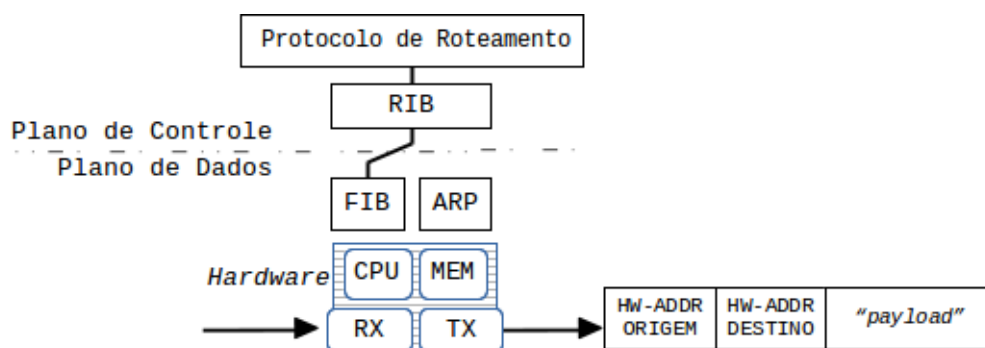 Protocolo de Roteamento
RIB
Plano de Controle
Plano de Dados
FIB
ARP
Hardware
CPU
MEM
RX
TX
HW-ADDR
ORIGEM
HW-ADDR
DESTINO
“payload”